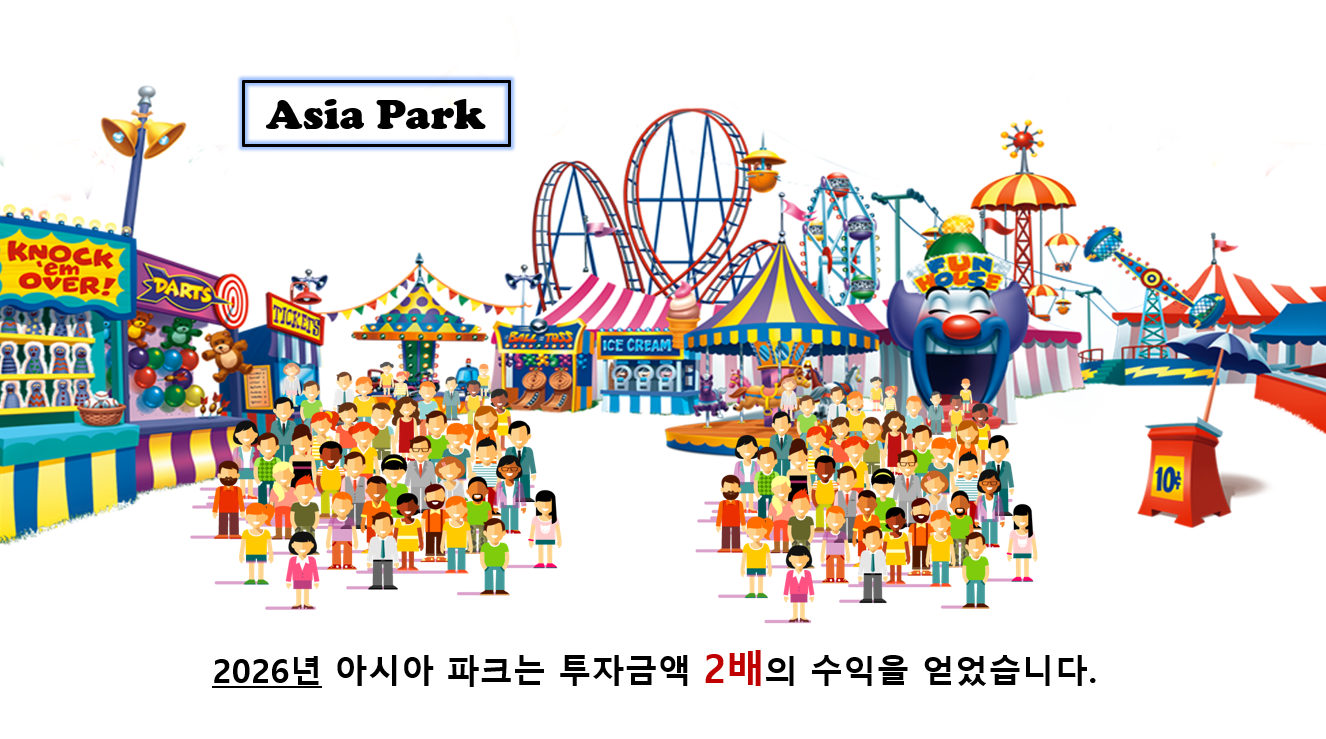 Asia Park
KNOCK
'em
OVER!
DARTS
TICKETS
BALL TOSS
ICE CREAM
FUN
HOUSE
10¢
2026년 아시아 파크는 투자금액 2배의 수익을 얻었습니다.